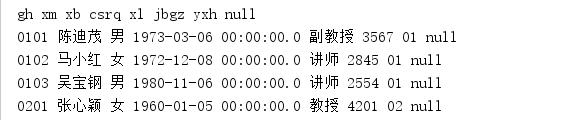 gh xm xb csrq xl jbgz yxh null
0101 陈迪茂 男 1973-03-06 00:00:00.0 副教授 3567 01 null
0102 马小红 女 1972-12-08 00:00:00.0 讲师 2845 01 null
0103 吴宝钢 男 1980-11-06 00:00:00.0 讲师 2554 01 null
0201 张心颖 女 1960-01-05 00:00:00.0 教授 4201 02 null